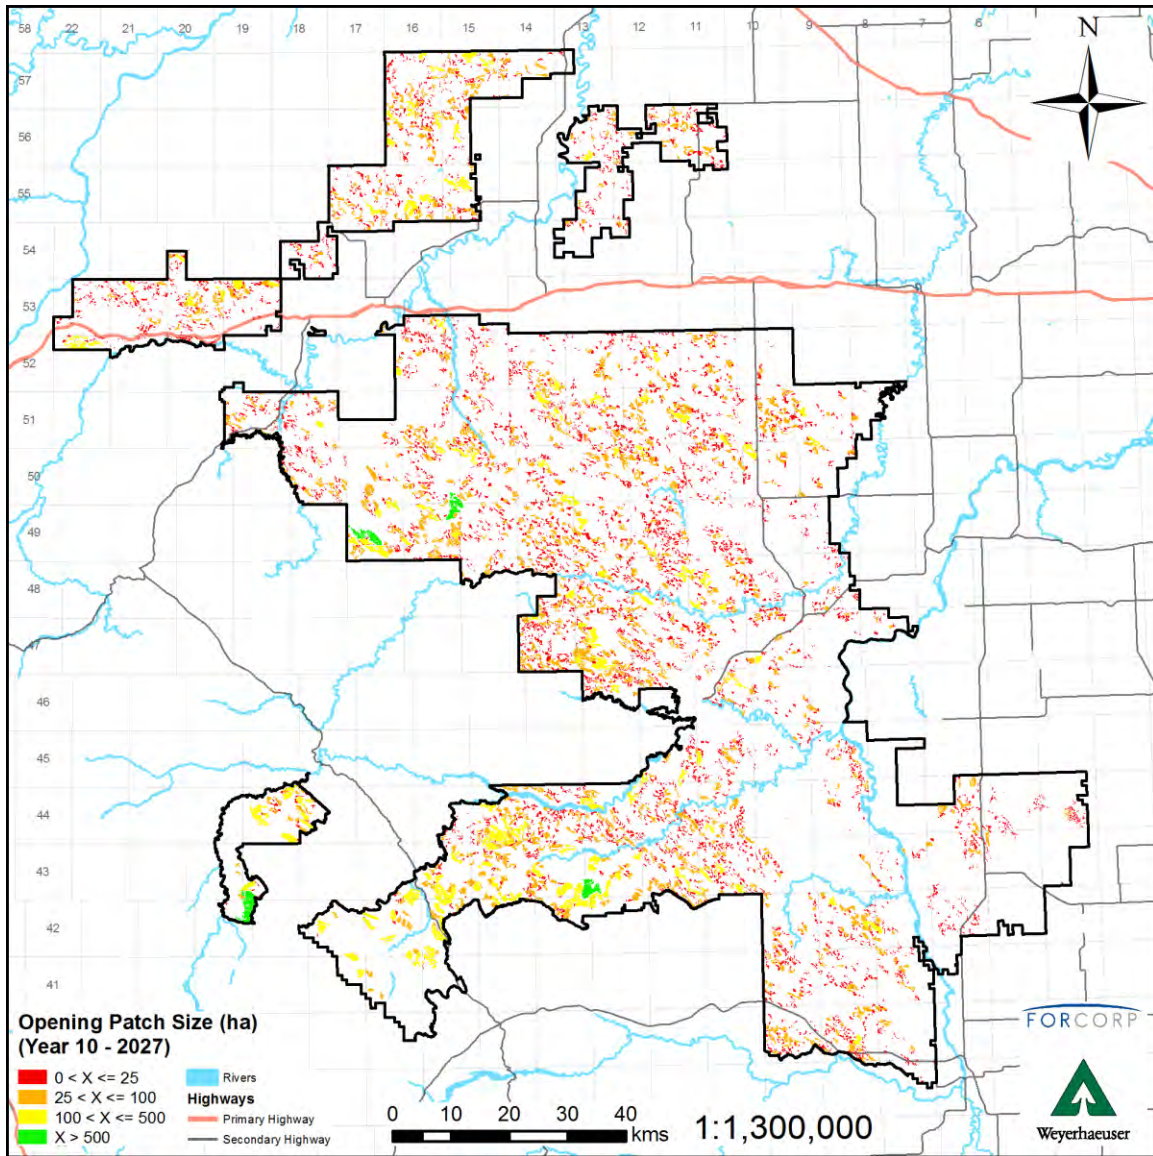 58 22 21 20 19 18 17 16 15 14 13 12 11 10 9 8 7 6
N
57
56
55
54
53
52
51
50
49
48
47
46
45
44
43
42
41
Opening Patch Size (ha)
(Year 10 - 2027)
0 < X <= 25
25 < X <= 100
100 < X <= 500
X > 500
Rivers
Highways
Primary Highway
Secondary Highway
0 10 20 30 40
kms
1:1,300,000
FORCORP
Weyerhaeuser